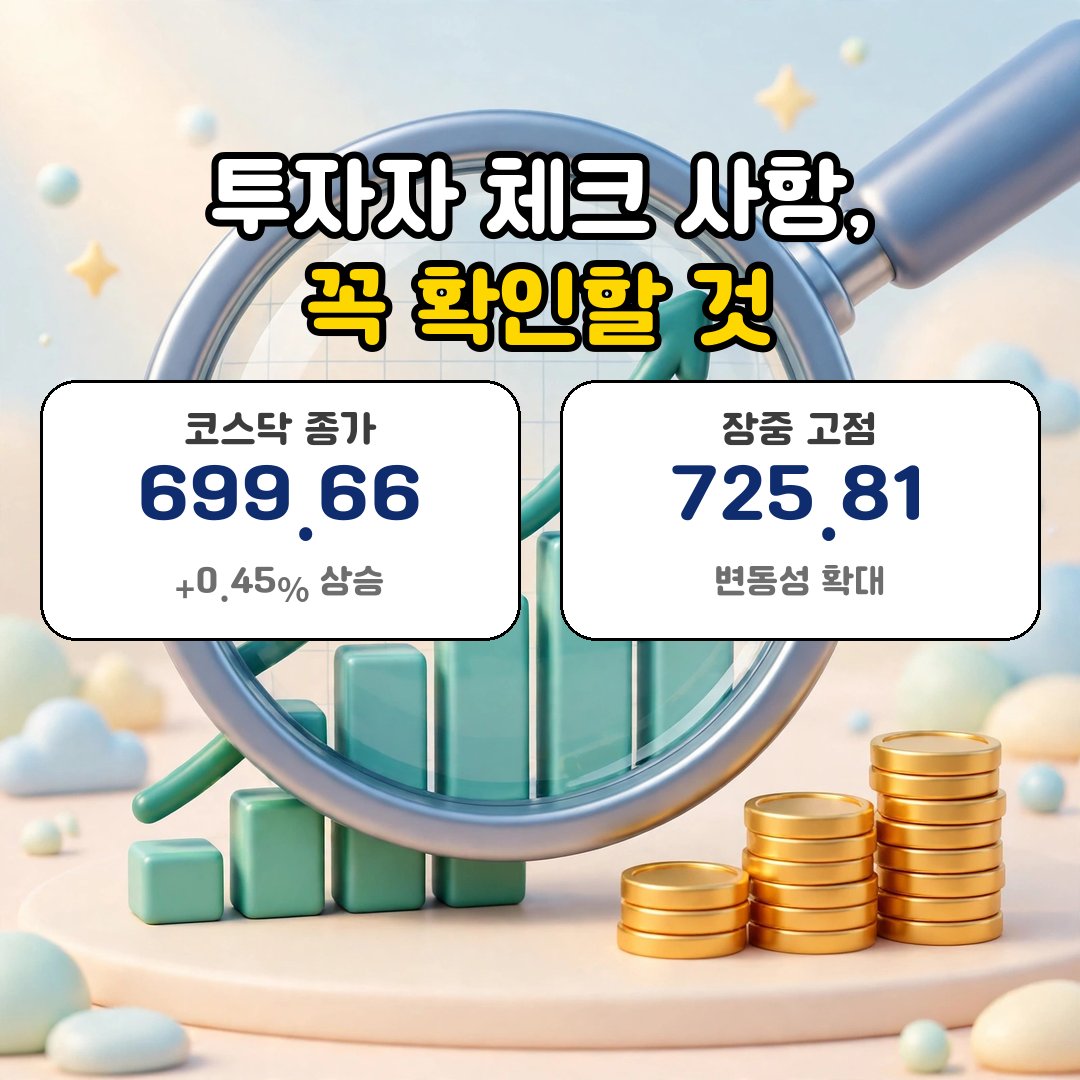 투자자 체크 사항,
꼭 확인할 것
코스닥 종가
699.66
+0.45% 상승
장중 고점
725.81
변동성 확대